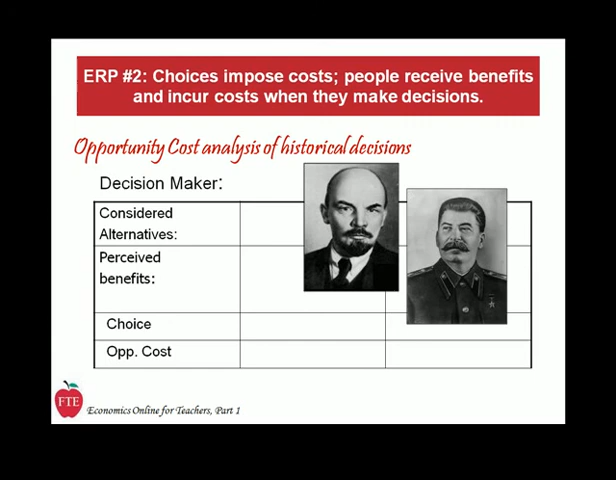 ERP #2: Choices impose costs; people receive benefits
and incur costs when they make decisions.
Opportunity Cost analysis of historical decisions
Decision Maker:
Considered
Alternatives:
Perceived
benefits:
Choice
Opp. Cost
FTE
Economics Online for Teachers, Part 1